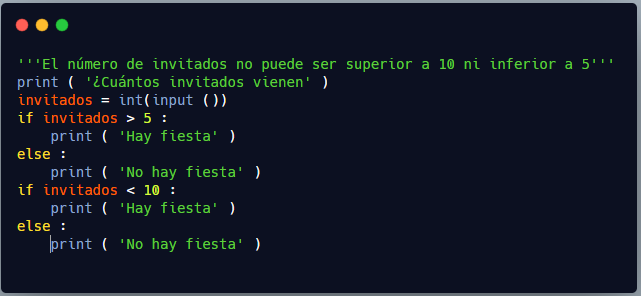 '''El número de invitados no puede ser superior a 10 ni inferior a 5'''
print ( '¿Cuántos invitados vienen' )
invitados = int(input ())
if invitados > 5 :
    print ( 'Hay fiesta' )
else :
    print ( 'No hay fiesta' )
if invitados < 10 :
    print ( 'Hay fiesta' )
else :
    print ( 'No hay fiesta' )